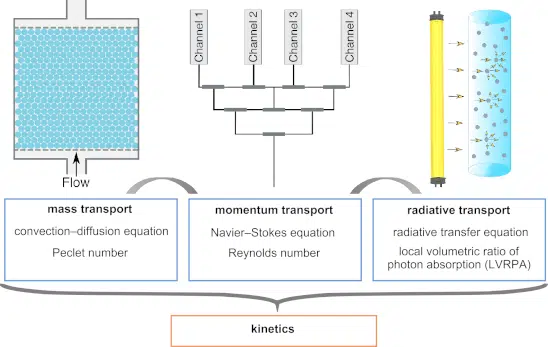 Channel 1
Channel 2
Channel 3
Channel 4
Flow
mass transport
convection–diffusion equation
Peclet number
momentum transport
Navier–Stokes equation
Reynolds number
radiative transport
radiative transfer equation
local volumetric ratio of
photon absorption (LVRPA)
kinetics